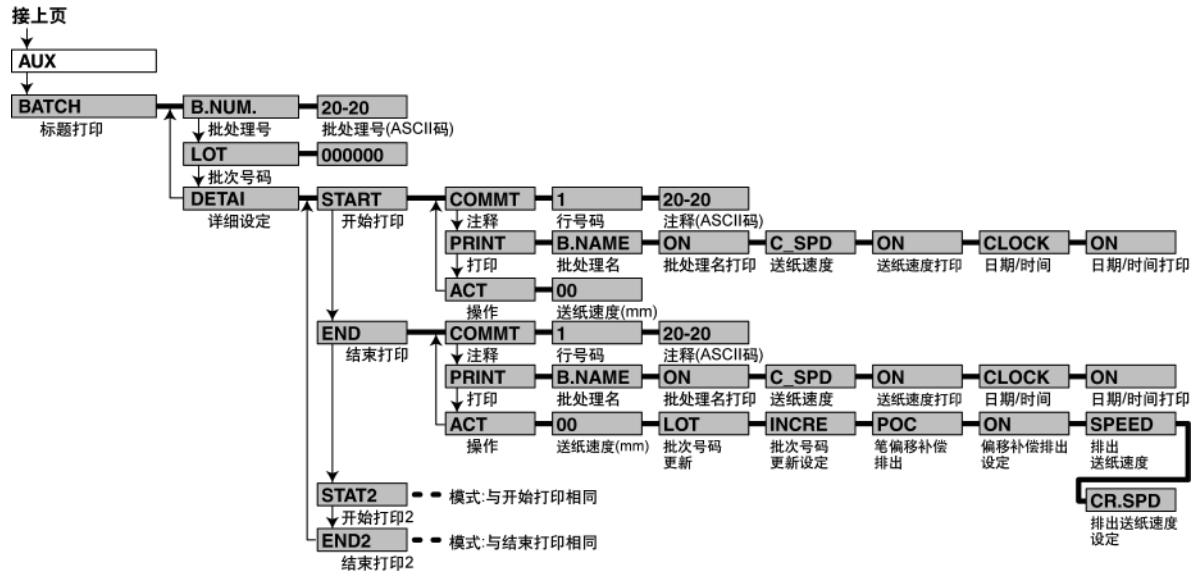 接上页
AUX
BATCH B.NUM. 20-20
标题打印 批处理号 批处理号(ASCII码)
LOT 000000
批次号码
DETAI START COMMT 1 20-20
详细设定 开始打印 注释 行号码 注释(ASCII码)
PRINT B.NAME ON C_SPD ON CLOCK ON
打印 批处理名 批处理名打印 送纸速度 送纸速度打印 日期/时间 日期/时间打印
ACT 00
操作 送纸速度(mm)
END COMMT 1 20-20
结束打印 注释 行号码 注释(ASCII码)
PRINT B.NAME ON C_SPD ON CLOCK ON
打印 批处理名 批处理名打印 送纸速度 送纸速度打印 日期/时间 日期/时间打印
ACT 00 LOT INCRE POC ON SPEED
操作 送纸速度(mm) 批次号码 批次号码 笔偏移补偿 偏移补偿排出 排出
更新 更新设定 排出 设定 送纸速度
STAT2 模式:与开始打印相同 CR.SPD
开始打印2 排出送纸速度
设定
END2 模式:与结束打印相同
结束打印2